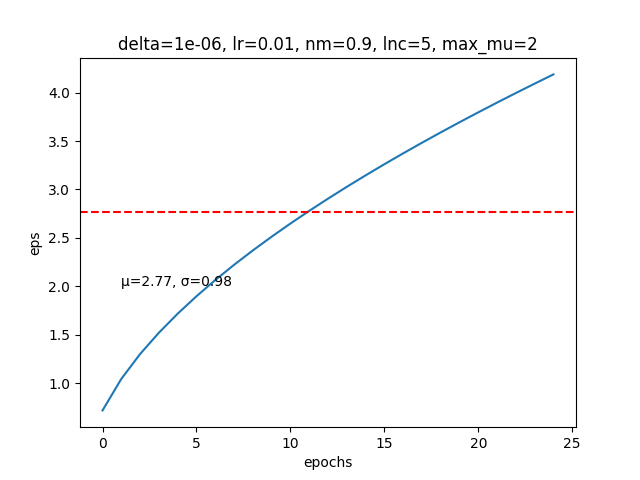 delta=1e-06, lr=0.01, nm=0.9, lnc=5, max_mu=2
4.0
3.5
3.0
2.5
2.0
1.5
1.0
eps
μ=2.77, σ=0.98
0 5 10 15 20 25
epochs